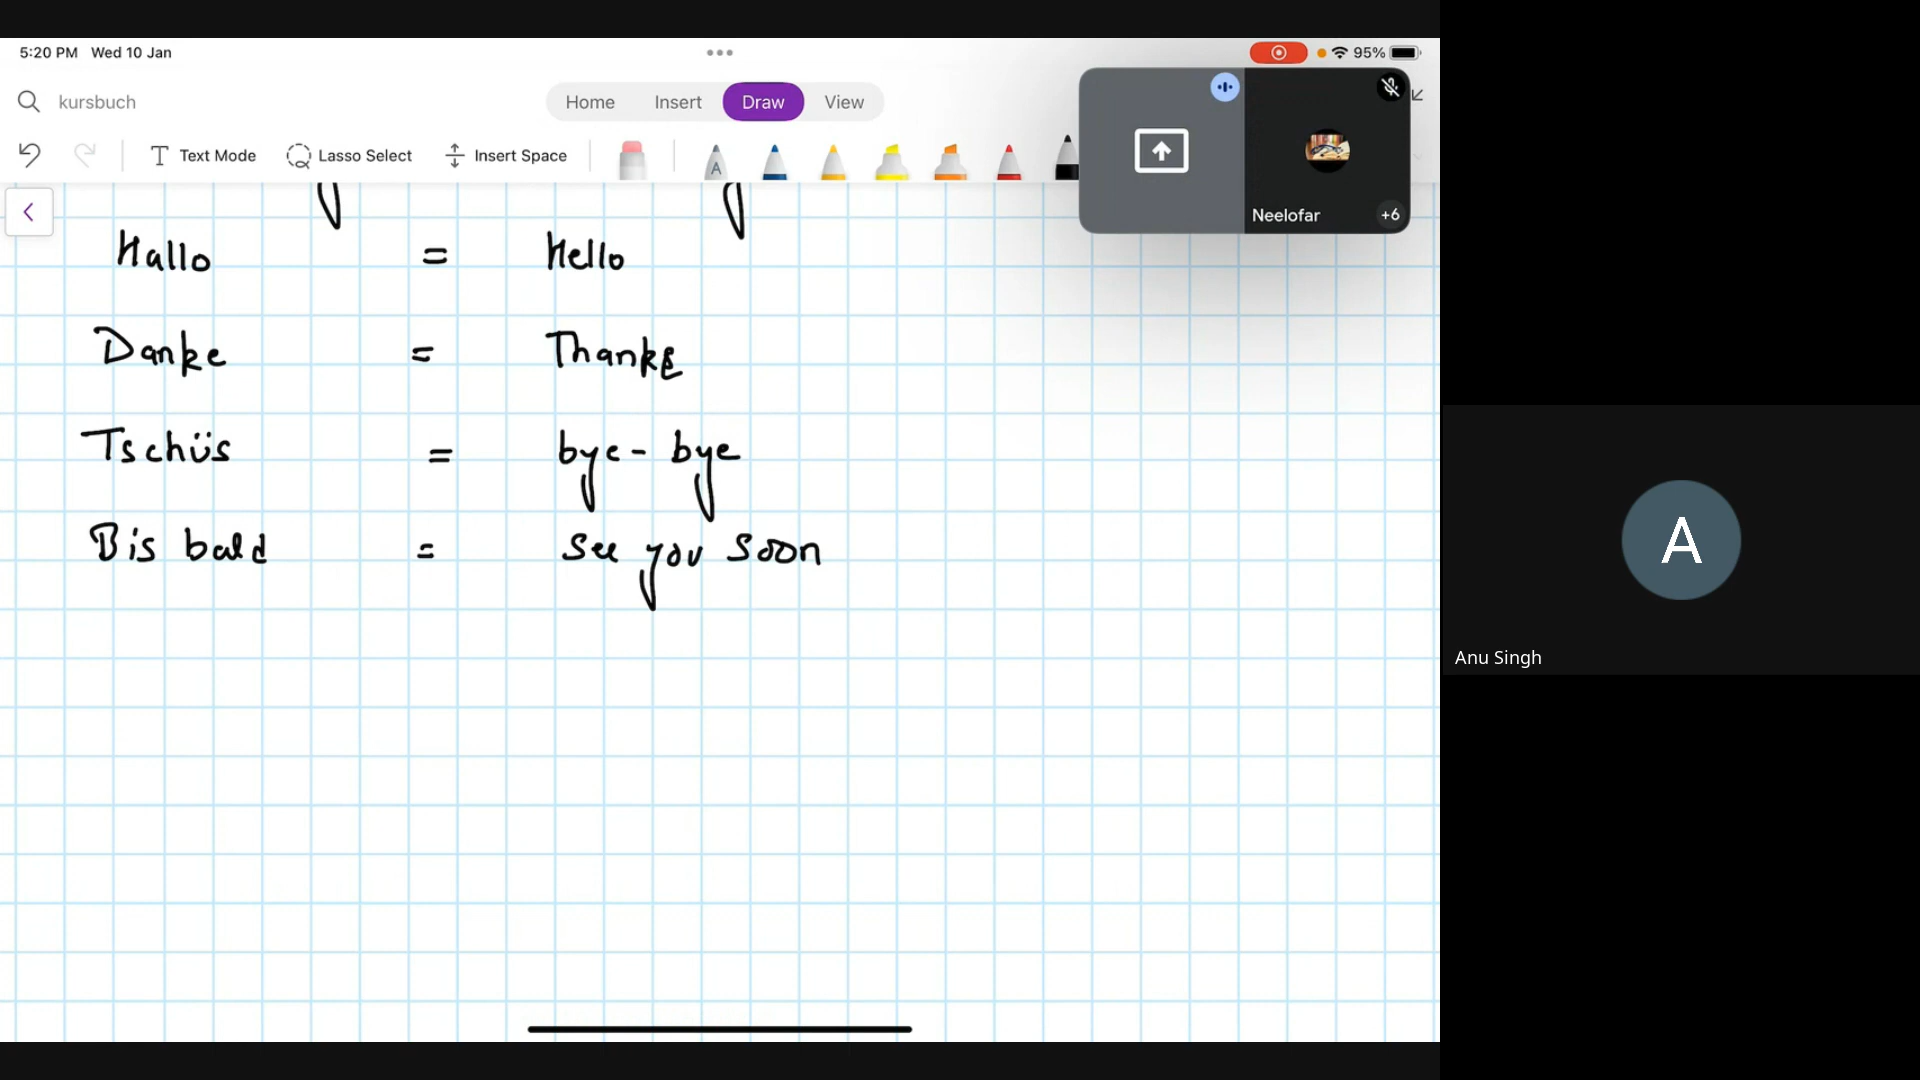 5:20 PM Wed 10 Jan 95%
kursbuch Home Insert Draw View
Text Mode Lasso Select Insert Space A
Neelofar +6
Hallo = Hello
Danke = Thanks
Tschüs = bye-bye
Bis bald = See you soon
A
Anu Singh